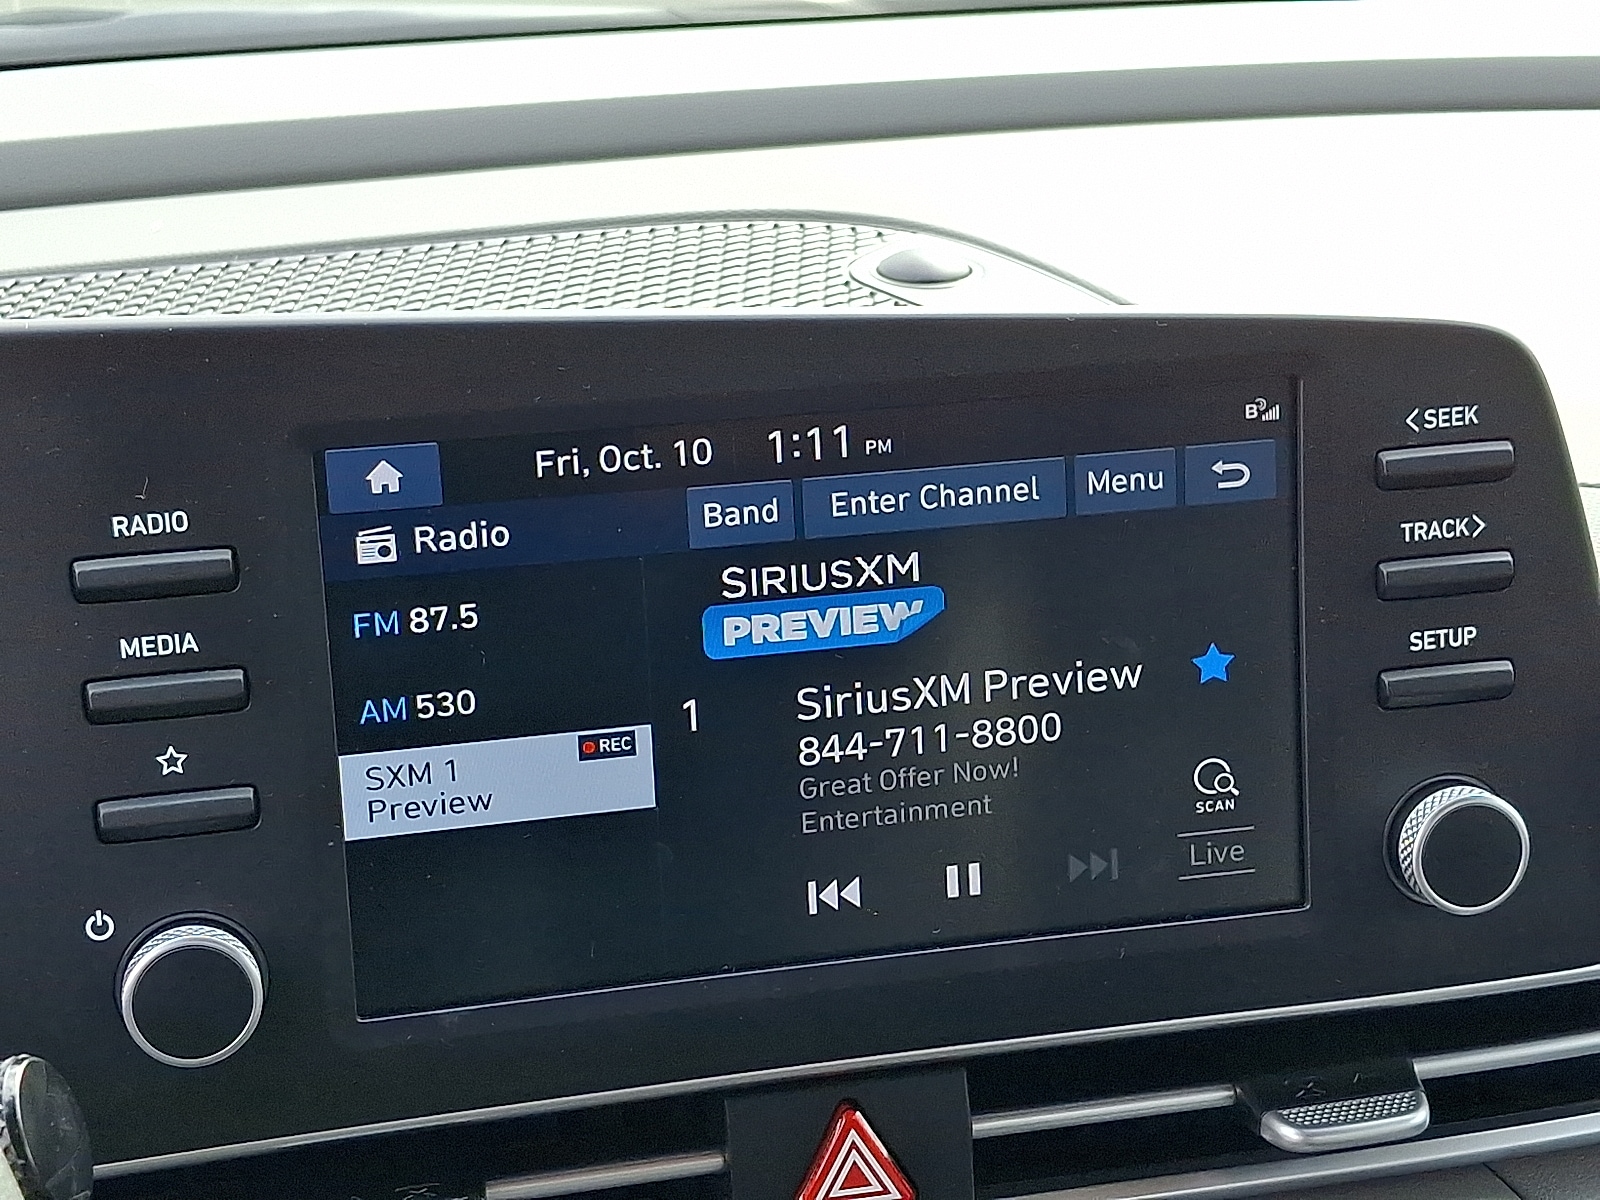 Fri, Oct. 10 1:11 PM
B
Radio Band Enter Channel Menu
FM 87.5
AM 530
REC
SXM 1
Preview
SIRIUSXM
PREVIEW
1
SiriusXM Preview
844-711-8800
Great Offer Now!
Entertainment
SCAN
Live
RADIO
MEDIA
<SEEK
TRACK>
SETUP